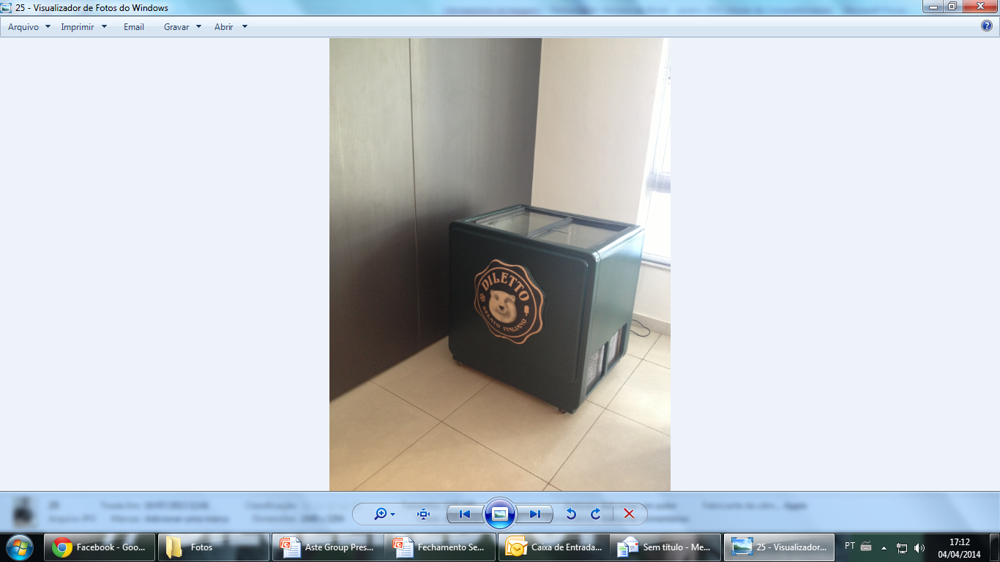 25 - Visualizador de Fotos do Windows
Arquivo Imprimir Email Gravar Abrir
DILETTO
GELATO ITALIANO
Facebook - Goo...
Fotos
Aste Group Pres...
Fechamento Se...
Caixa de Entrada...
Sem título - Me...
25 - Visualizador...
PT
17:12
04/04/2014